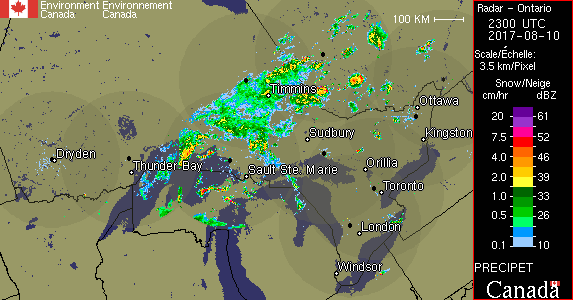 Environment Environnement
Canada Canada
100 KM
Timmins
Ottawa
Sudbury
Kingston
Dryden
Thunder Bay
Sault Ste. Marie
Orillia
Toronto
London
Windsor
Radar - Ontario
2300 UTC
2017-08-10
Scale/Échelle:
3.5 km/Pixel
Snow/Neige
cm/hr dBZ
20 61
7.5 52
4.0 46
2.0 39
1.0 33
0.5 26
0.1 10
PRECIPET
Canada